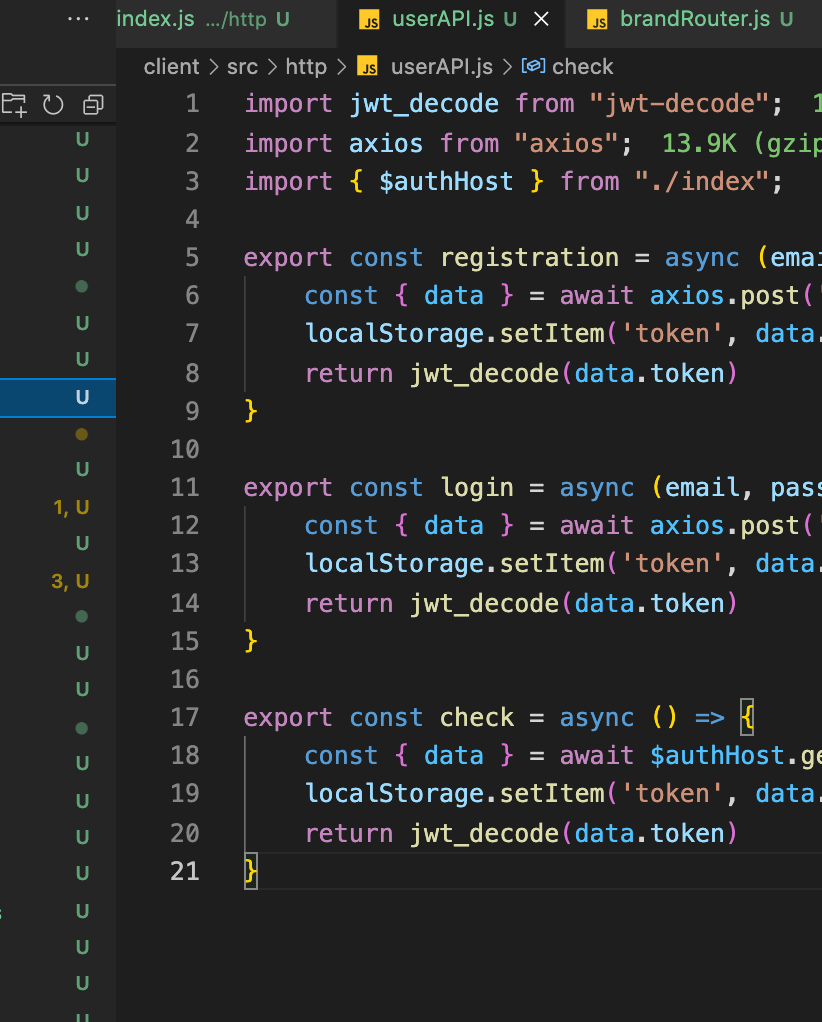 index.js …/http U JS userAPI.js U JS brandRouter.js U
client > src > http > JS userAPI.js > check
1 import jwt_decode from "jwt-decode"; 1
2 import axios from "axios"; 13.9K (gzip
3 import { $authHost } from "./index";
4
5 export const registration = async (emai
6 const { data } = await axios.post('
7 localStorage.setItem('token', data.
8 return jwt_decode(data.token)
9 }
10
11 export const login = async (email, pass
12 const { data } = await axios.post('
13 localStorage.setItem('token', data.
14 return jwt_decode(data.token)
15 }
16
17 export const check = async () => {
18 const { data } = await $authHost.ge
19 localStorage.setItem('token', data.
20 return jwt_decode(data.token)
21 }
U
U
U
U
U
U
U
U
1, U
U
3, U
U
U
U
U
U
U
U
U
U
U